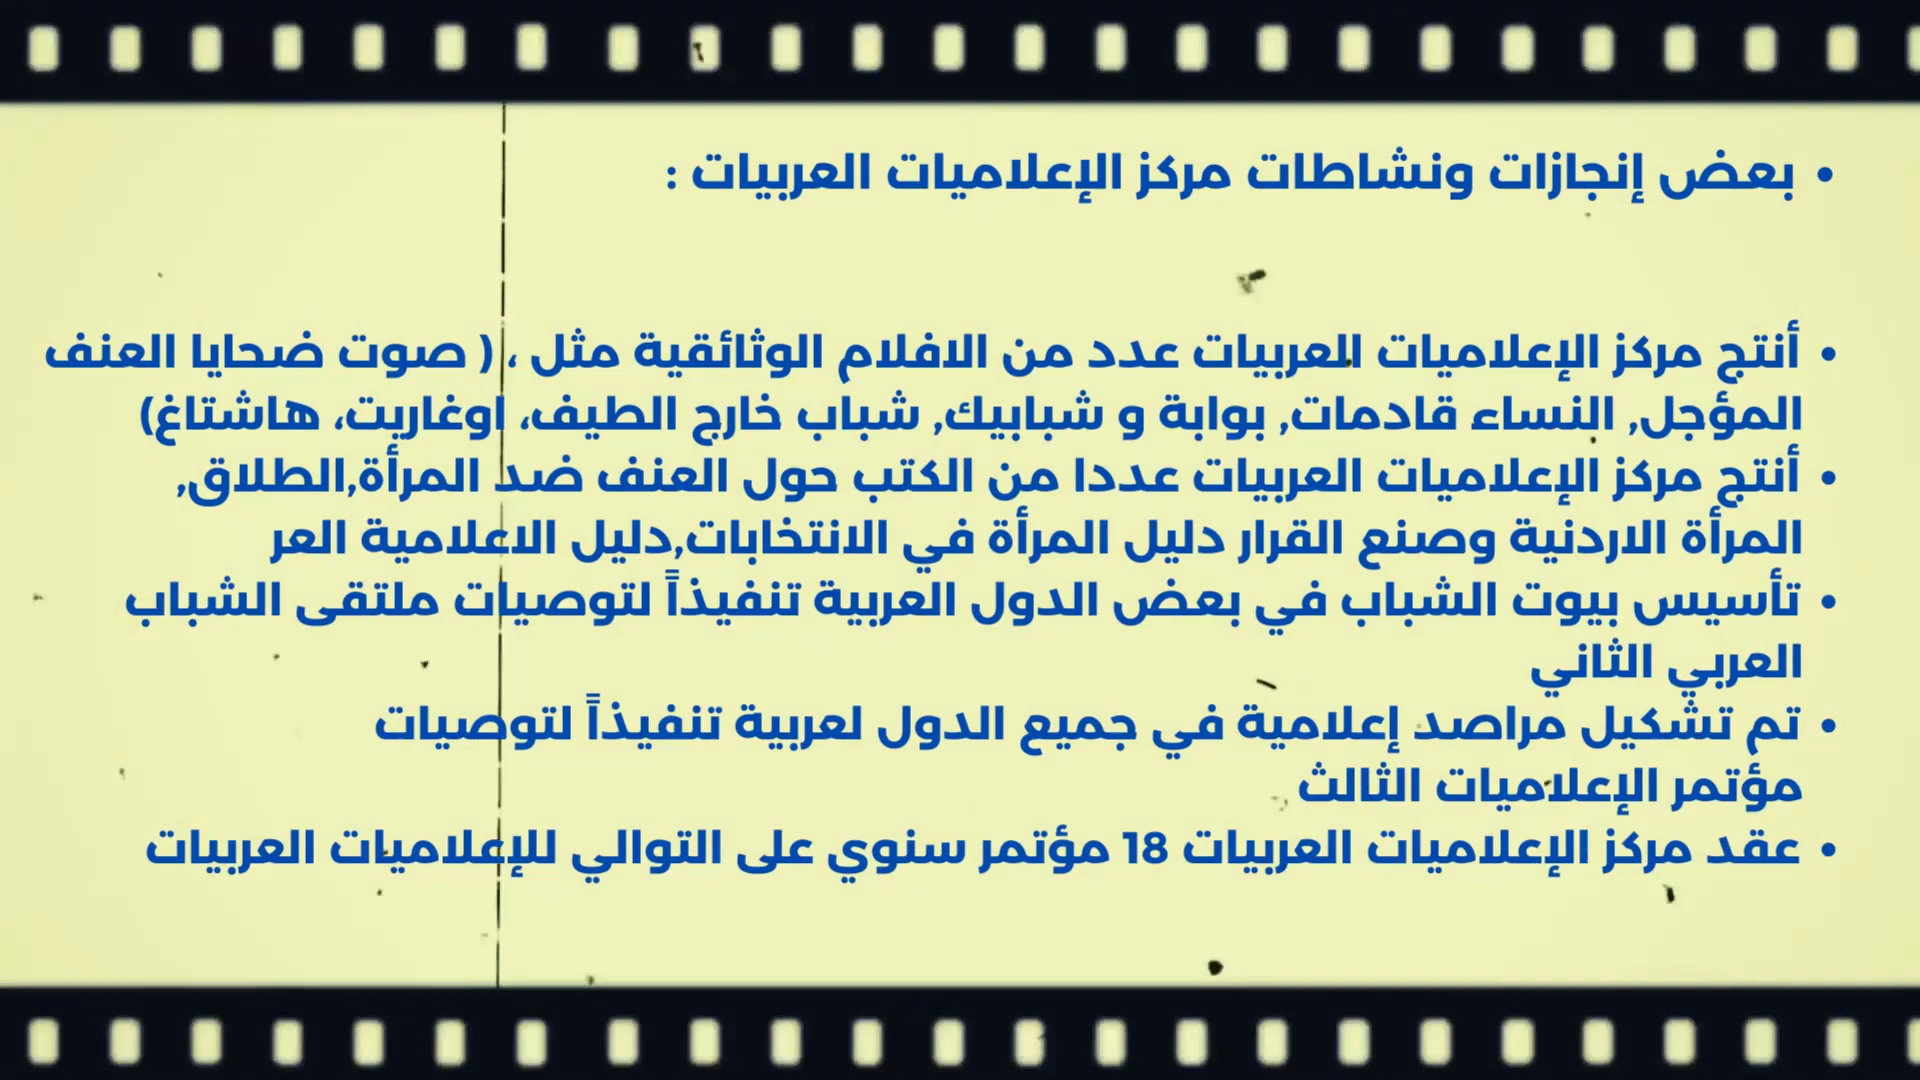 • بعض إنجازات ونشاطات مركز الإعلاميات العربيات :
• أنتج مركز الإعلاميات العربيات عدد من الافلام الوثائقية مثل ، ( صوت ضحايا العنف
المؤجل, النساء قادمات, بوابة و شبابيك, شباب خارج الطيف، اوغاريت، هاشتاغ)
• أنتج مركز الإعلاميات العربيات عددا من الكتب حول العنف ضد المرأة,الطلاق,
المرأة الاردنية وصنع القرار دليل المرأة في الانتخابات,دليل الاعلامية العر
• تأسيس بيوت الشباب في بعض الدول العربية تنفيذاً لتوصيات ملتقى الشباب
العربي الثاني
• تم تشكيل مراصد إعلامية في جميع الدول لعربية تنفيذاً لتوصيات
مؤتمر الإعلاميات الثالث
• عقد مركز الإعلاميات العربيات 18 مؤتمر سنوي على التوالي للإعلاميات العربيات